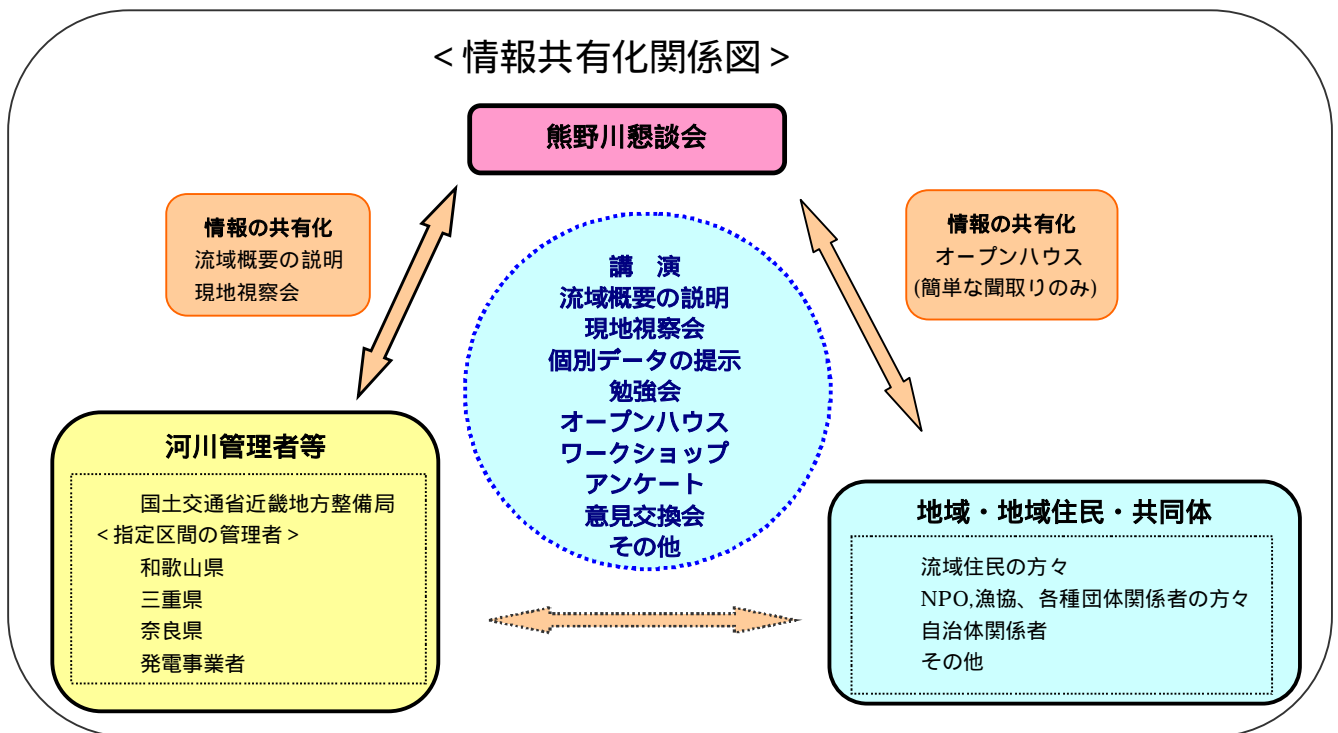 ＜情報共有化関係図＞
熊野川懇談会
情報の共有化
流域概要の説明
現地視察会
情報の共有化
オープンハウス
(簡単な聞取りのみ)
講　演
流域概要の説明
現地視察会
個別データの提示
勉強会
オープンハウス
ワークショップ
アンケート
意見交換会
その他
河川管理者等
国土交通省近畿地方整備局
＜指定区間の管理者＞
和歌山県
三重県
奈良県
発電事業者
地域・地域住民・共同体
流域住民の方々
NPO,漁協、各種団体関係者の方々
自治体関係者
その他